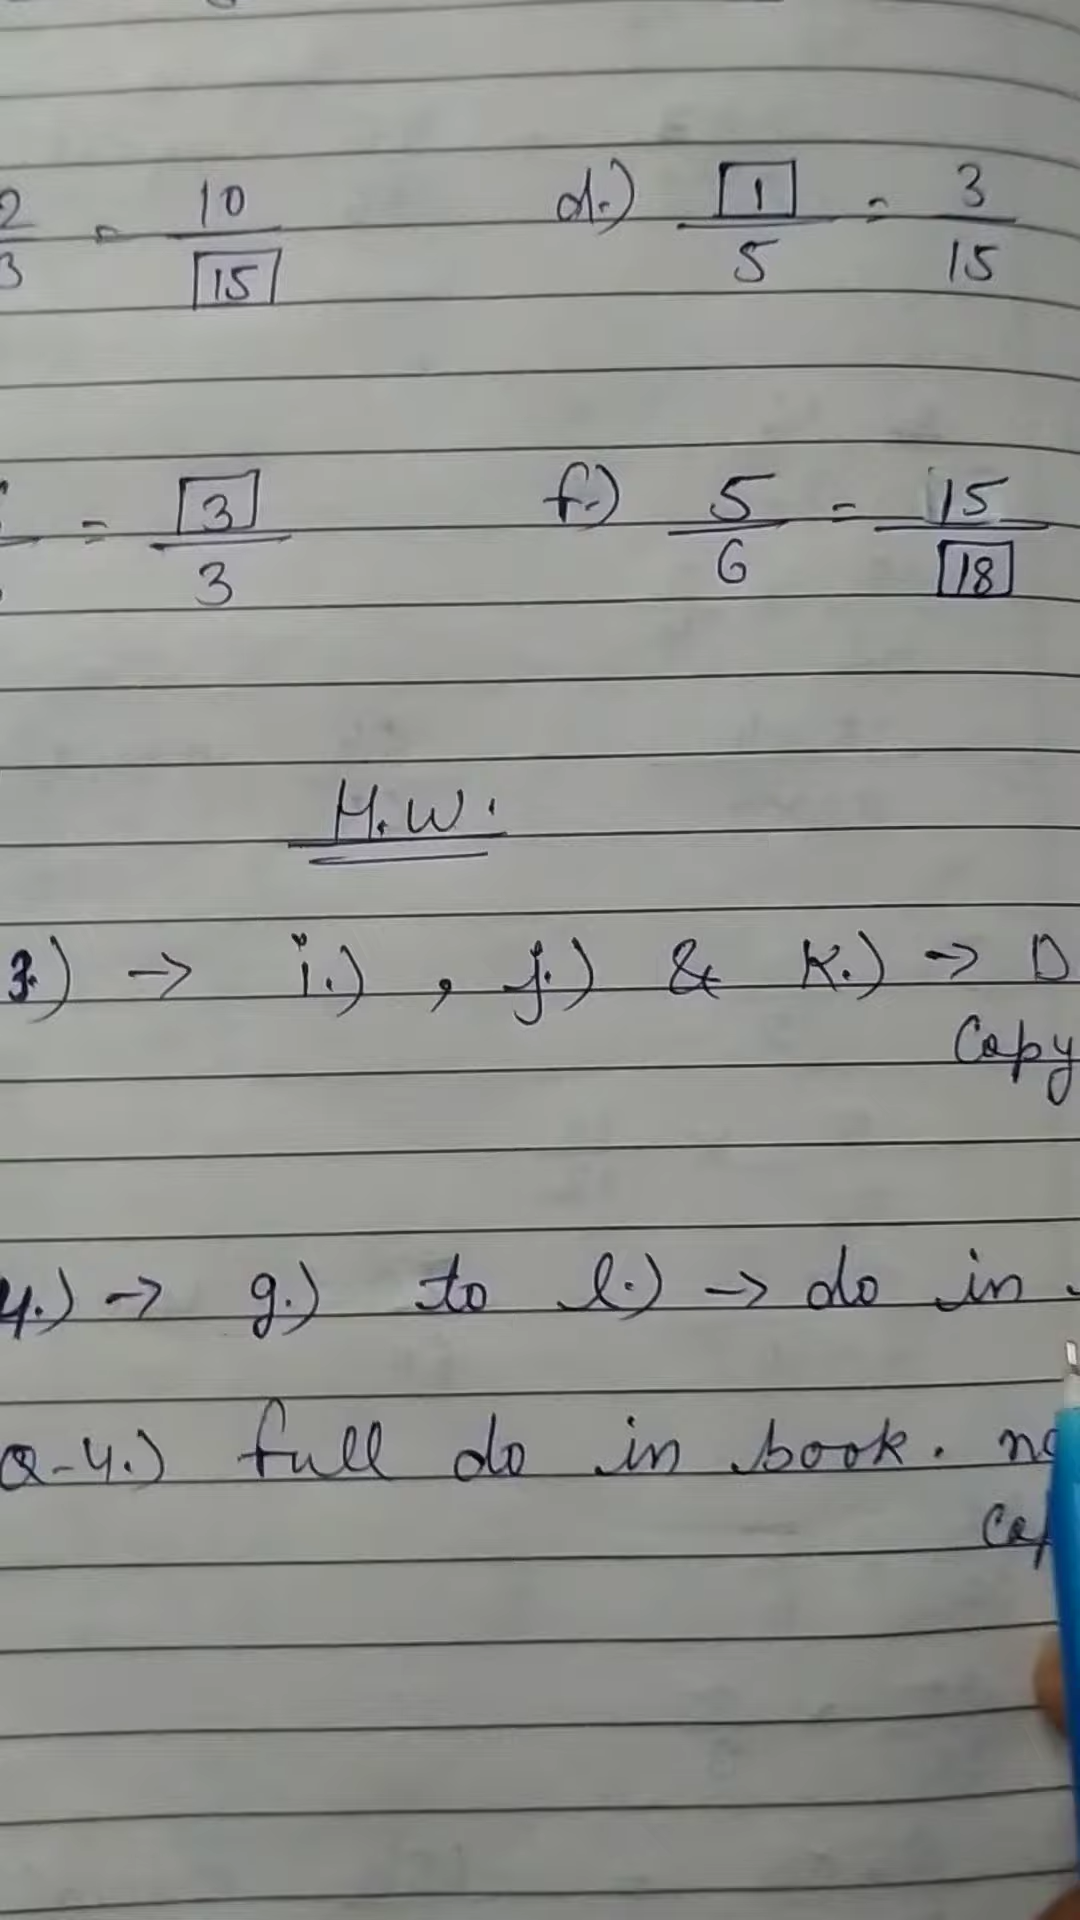 2/3 = 10/15
d.) 1/5 = 3/15
= 3/3
f.) 5/6 = 15/18
H.W.
3.) → i.) , j.) & k.) → D
Copy
4.) → g.) to l.) → do in
Q-4.) full do in book.